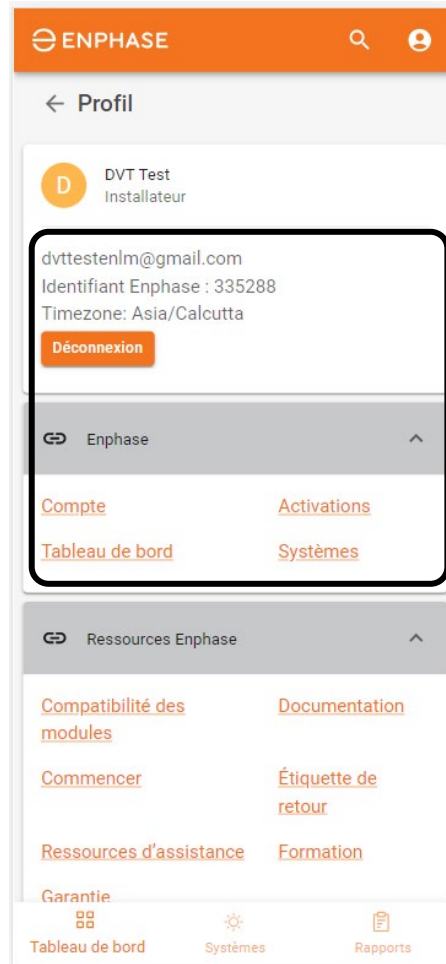 ENPHASE
Profil
D
DVT Test
Installateur
dvttestenlm@gmail.com
Identifiant Enphase : 335288
Timezone: Asia/Calcutta
Déconnexion
Enphase
Compte
Activations
Tableau de bord
Systèmes
Ressources Enphase
Compatibilité des
modules
Documentation
Commencer
Étiquette de
retour
Ressources d'assistance
Formation
Garantie
Tableau de bord
Systèmes
Rapports